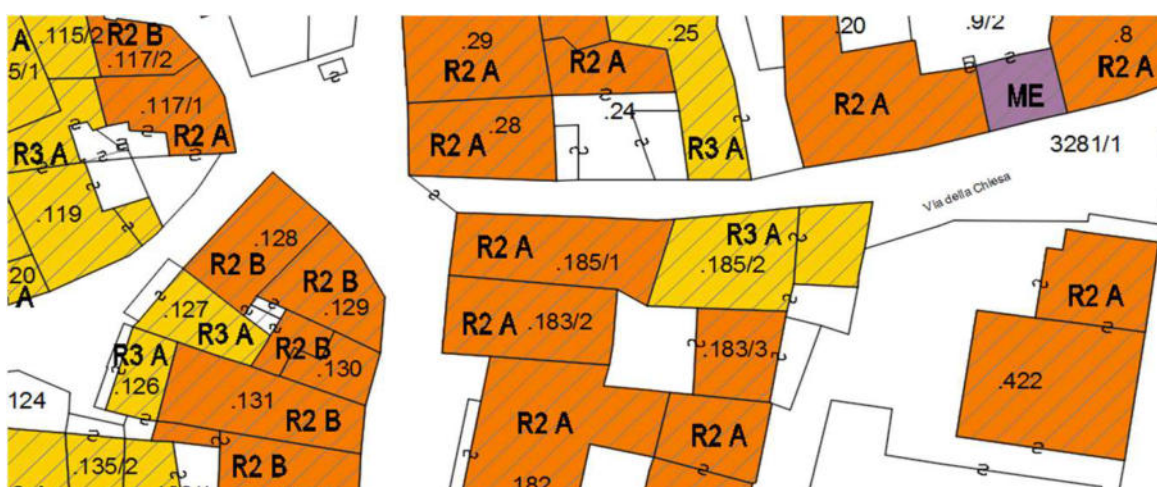 .115/2
R2 B
.117/2
A
5/1
.117/1
R2 A
R3 A
.119
20
A
.29
R2 A
R2 A
.25
.28
R2 A
.24
R3 A
.20
R2 A
.9/2
ME
.8
R2 A
3281/1
Via della Chiesa
.128
R2 B
R2 B
.129
.127
R3 A
R2 B
.130
R3 A
.126
.131
R2 B
124
.135/2
R2 B
R2 A
.185/1
R3 A
.185/2
R2 A
.183/2
.183/3
R2 A
R2 A
182
R2 A
.422